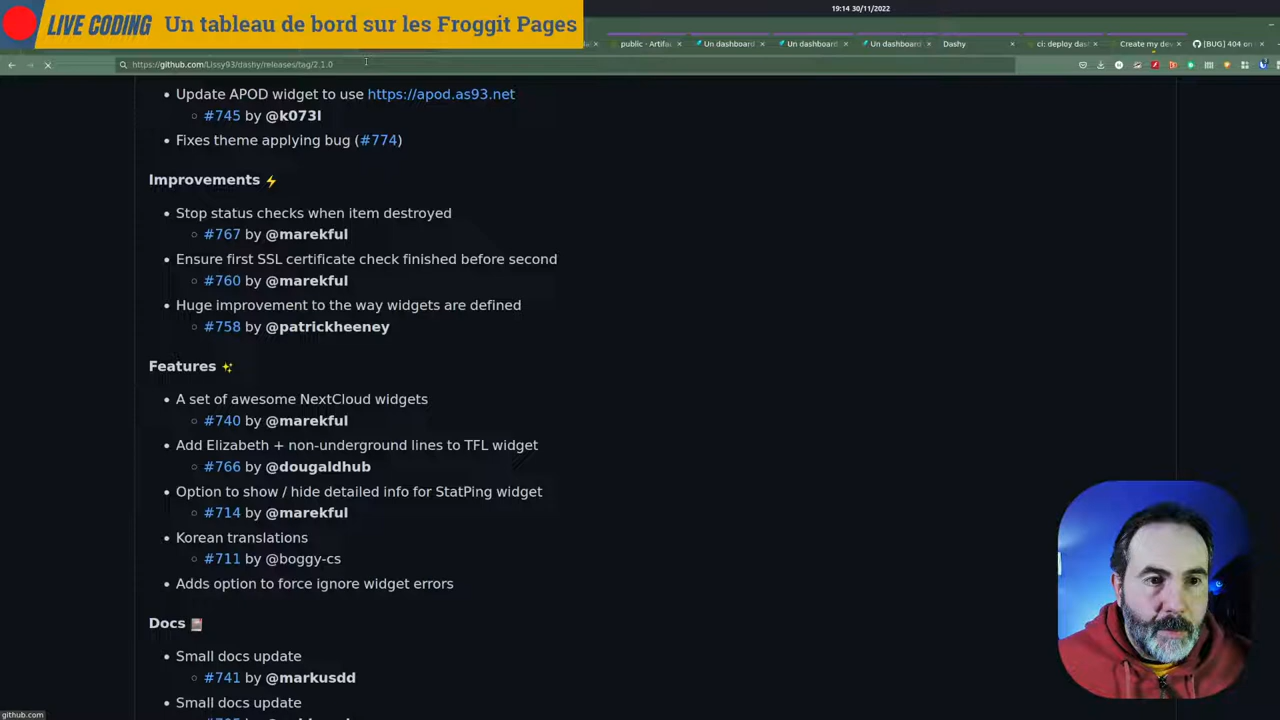 19:14 30/11/2022
LIVE CODING Un tableau de bord sur les Froggit Pages
public - Artifa Un dashboard Un dashboard Un dashboard Dashy ci: deploy das Create my dev [BUG] 404 on
https://github.com/Lissy93/dashy/releases/tag/2.1.0
• Update APOD widget to use https://apod.as93.net
○ #745 by @k073l
• Fixes theme applying bug (#774)
Improvements ⚡
• Stop status checks when item destroyed
○ #767 by @marekful
• Ensure first SSL certificate check finished before second
○ #760 by @marekful
• Huge improvement to the way widgets are defined
○ #758 by @patrickheeney
Features ✨
• A set of awesome NextCloud widgets
○ #740 by @marekful
• Add Elizabeth + non-underground lines to TFL widget
○ #766 by @dougaldhub
• Option to show / hide detailed info for StatPing widget
○ #714 by @marekful
• Korean translations
○ #711 by @boggy-cs
• Adds option to force ignore widget errors
Docs 📔
• Small docs update
○ #741 by @markusdd
• Small docs update
github.com